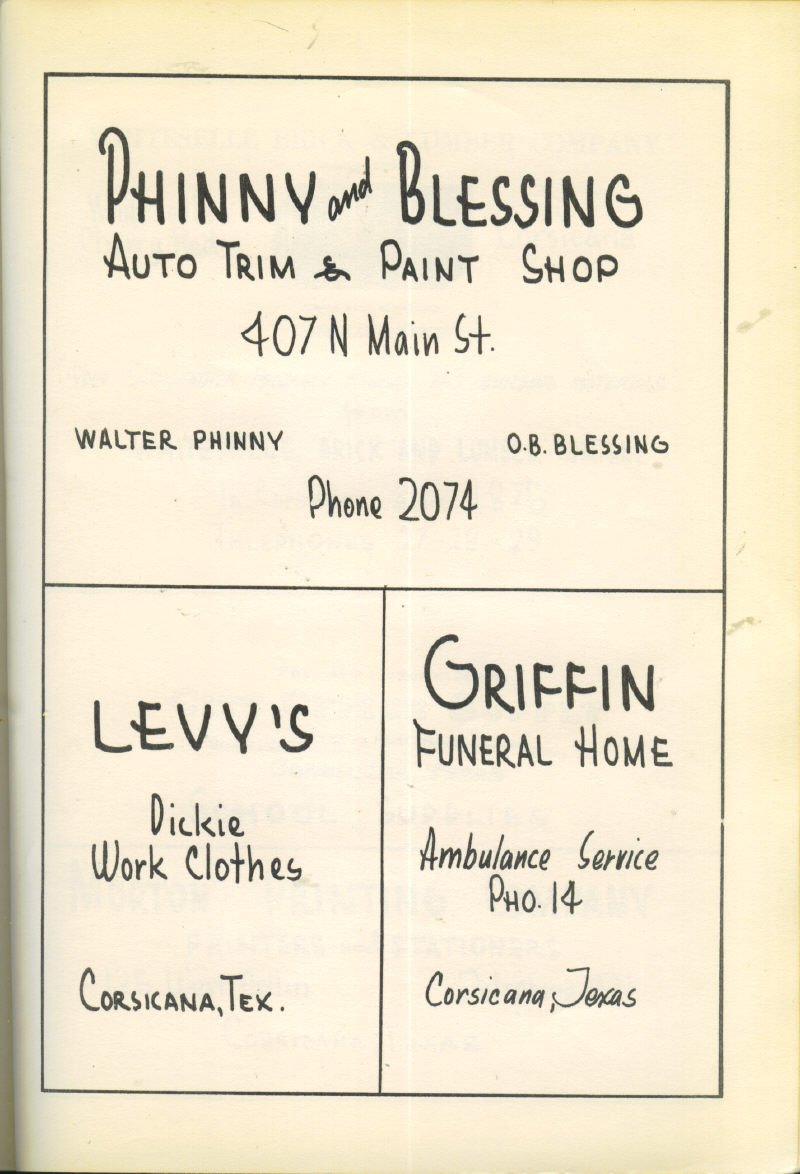 PHINNY and BLESSING
AUTO TRIM & PAINT SHOP
407 N Main St.
WALTER PHINNY O.B. BLESSING
Phone 2074
LEVY'S
Dickie
Work Clothes
CORSICANA, TEX.
GRIFFIN
FUNERAL HOME
Ambulance Service
PHO. 14
Corsicana, Texas